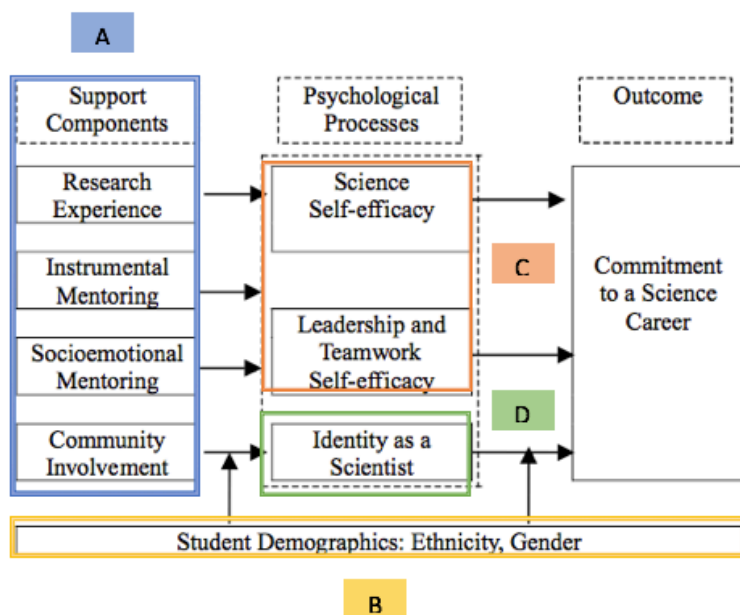 A
Support
Components
Psychological
Processes
Outcome
Research
Experience
Science
Self-efficacy
Instrumental
Mentoring
C
Commitment
to a Science
Career
Socioemotional
Mentoring
Leadership and
Teamwork
Self-efficacy
D
Community
Involvement
Identity as a
Scientist
Student Demographics: Ethnicity, Gender
B